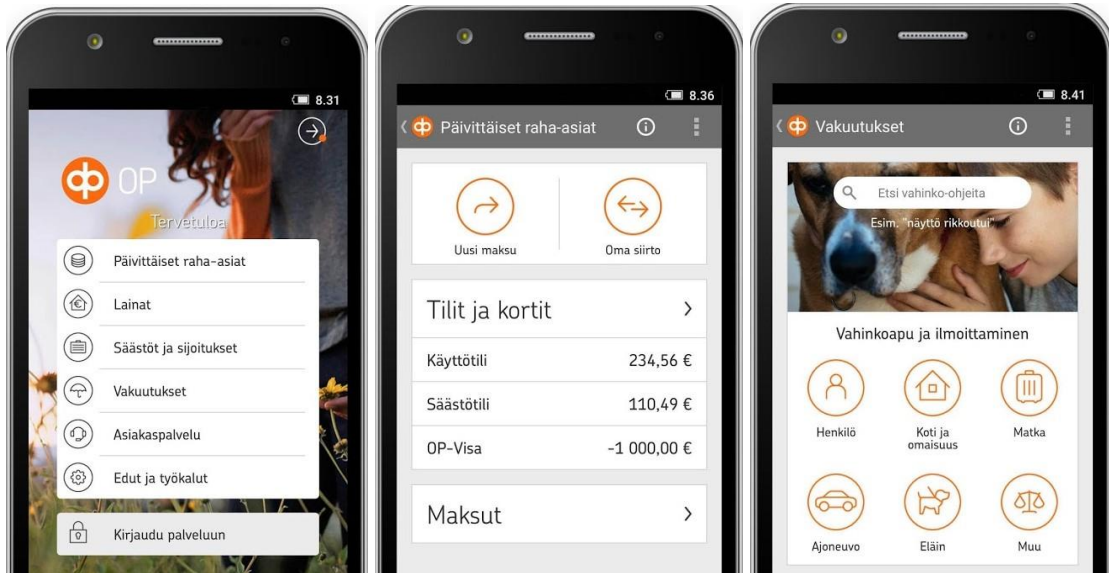 8.31
OP
Tervetuloa
Päivittäiset raha-asiat
Lainat
Säästöt ja sijoitukset
Vakuutukset
Asiakaspalvelu
Edut ja työkalut
Kirjaudu palveluun
8.36
Päivittäiset raha-asiat
Uusi maksu
Oma siirto
Tilit ja kortit
Käyttötili 234,56 €
Säästötili 110,49 €
OP-Visa -1 000,00 €
Maksut
8.41
Vakuutukset
Etsi vahinko-ohjeita
Esim. "näyttö rikkoutui"
Vahinkoapu ja ilmoittaminen
Henkilö
Koti ja
omaisuus
Matka
Ajoneuvo
Eläin
Muu